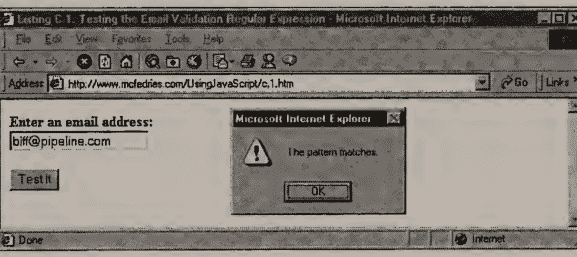 Listing C.1. Testing the Email Validation Regular Expression - Microsoft Internet Explorer
File Edit View Favorites Tools Help
Address http://www.mcfedries.com/UsingJavaScript/c,1.htm Go Links
Enter an email address:
biff@pipeline.com
Test It
Microsoft Internet Explorer
The pattern matches.
OK
Done
Internet